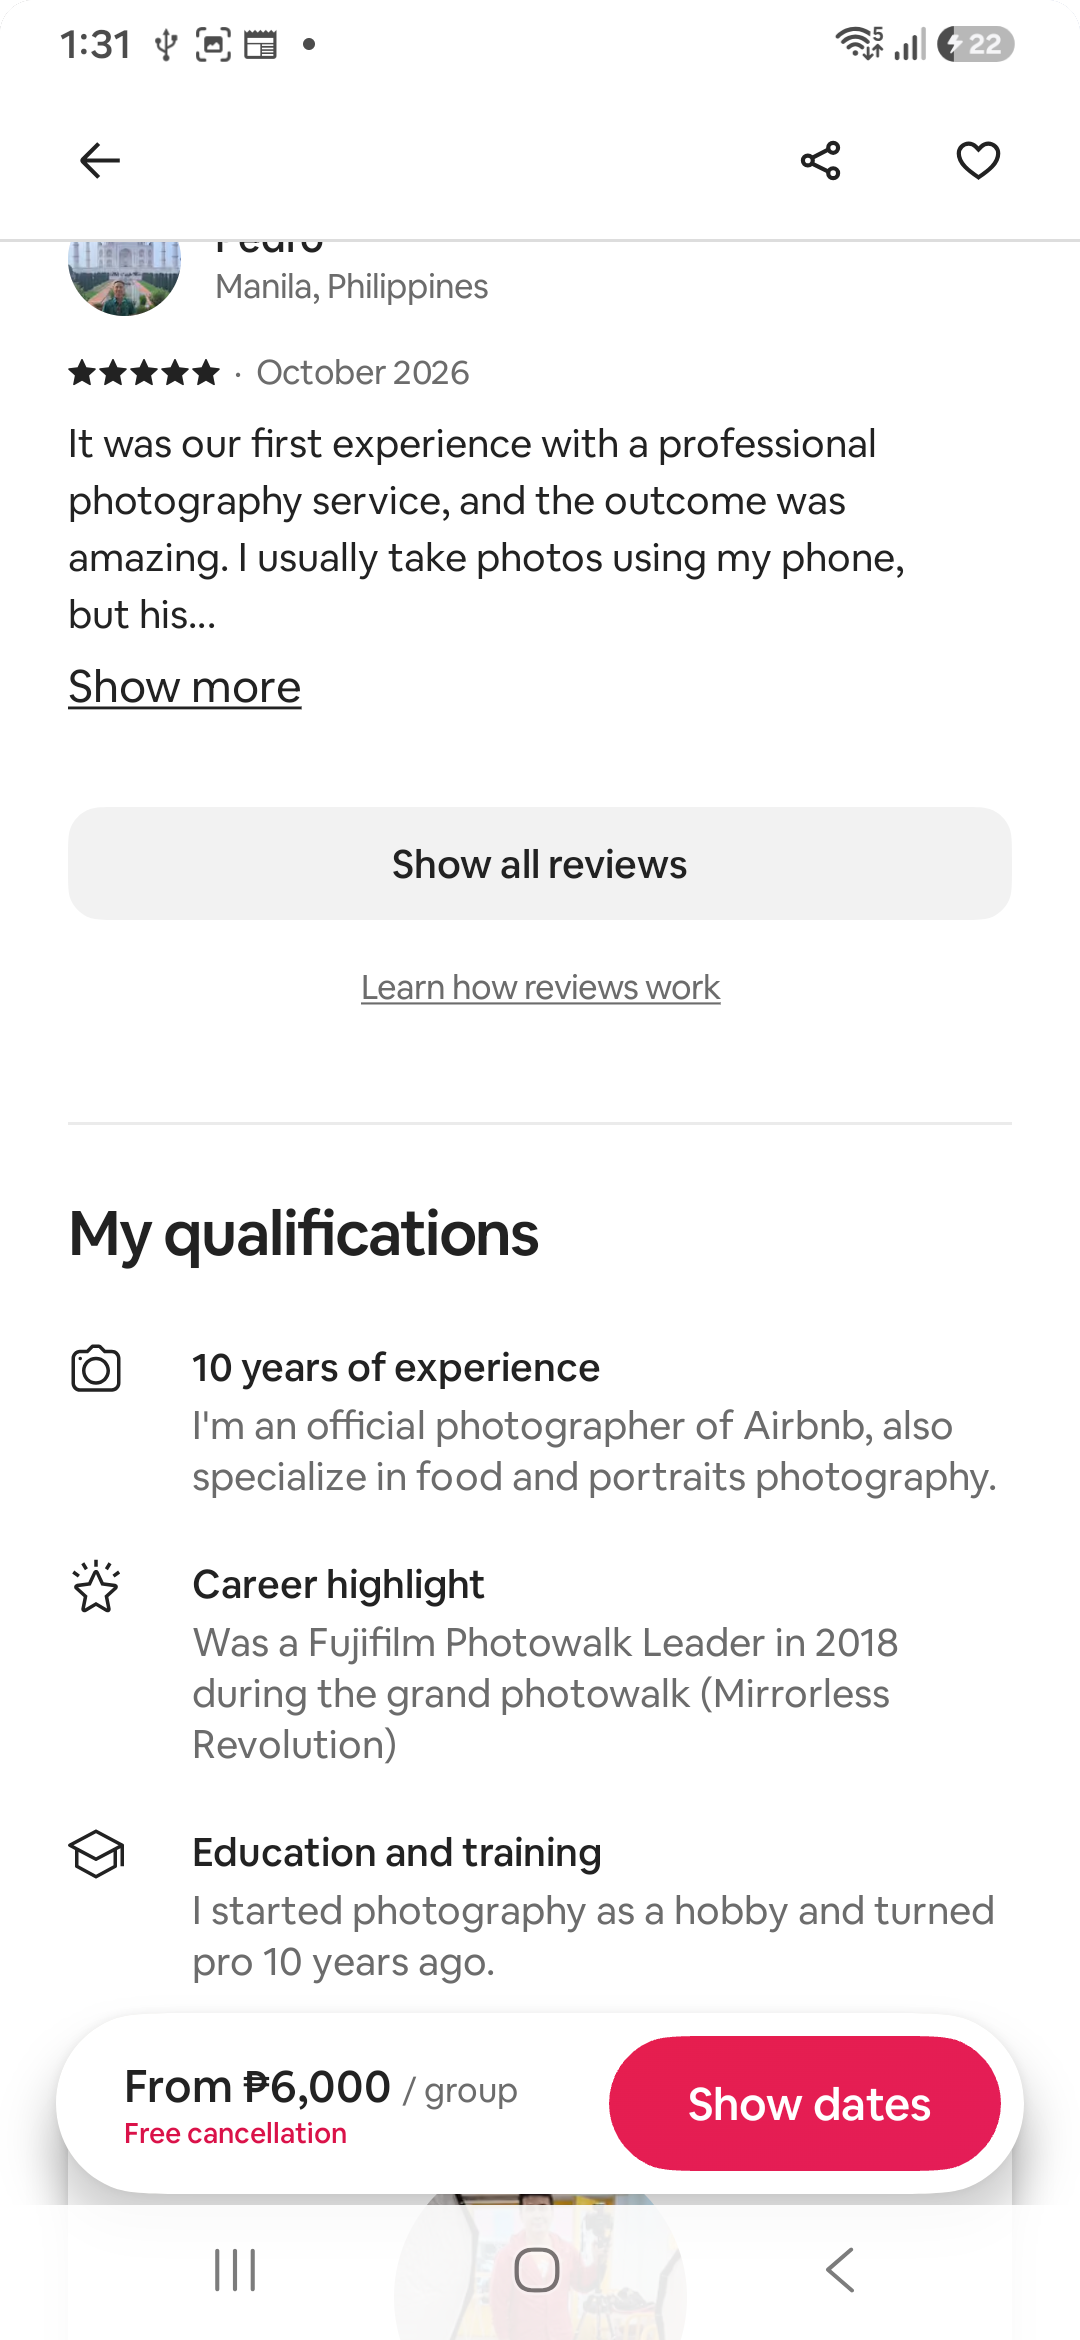 1:31
5
22
Pedro
Manila, Philippines
★★★★★ · October 2026
It was our first experience with a professional
photography service, and the outcome was
amazing. I usually take photos using my phone,
but his...
Show more
Show all reviews
Learn how reviews work
My qualifications
10 years of experience
I'm an official photographer of Airbnb, also
specialize in food and portraits photography.
Career highlight
Was a Fujifilm Photowalk Leader in 2018
during the grand photowalk (Mirrorless
Revolution)
Education and training
I started photography as a hobby and turned
pro 10 years ago.
From ₱6,000 / group
Free cancellation
Show dates